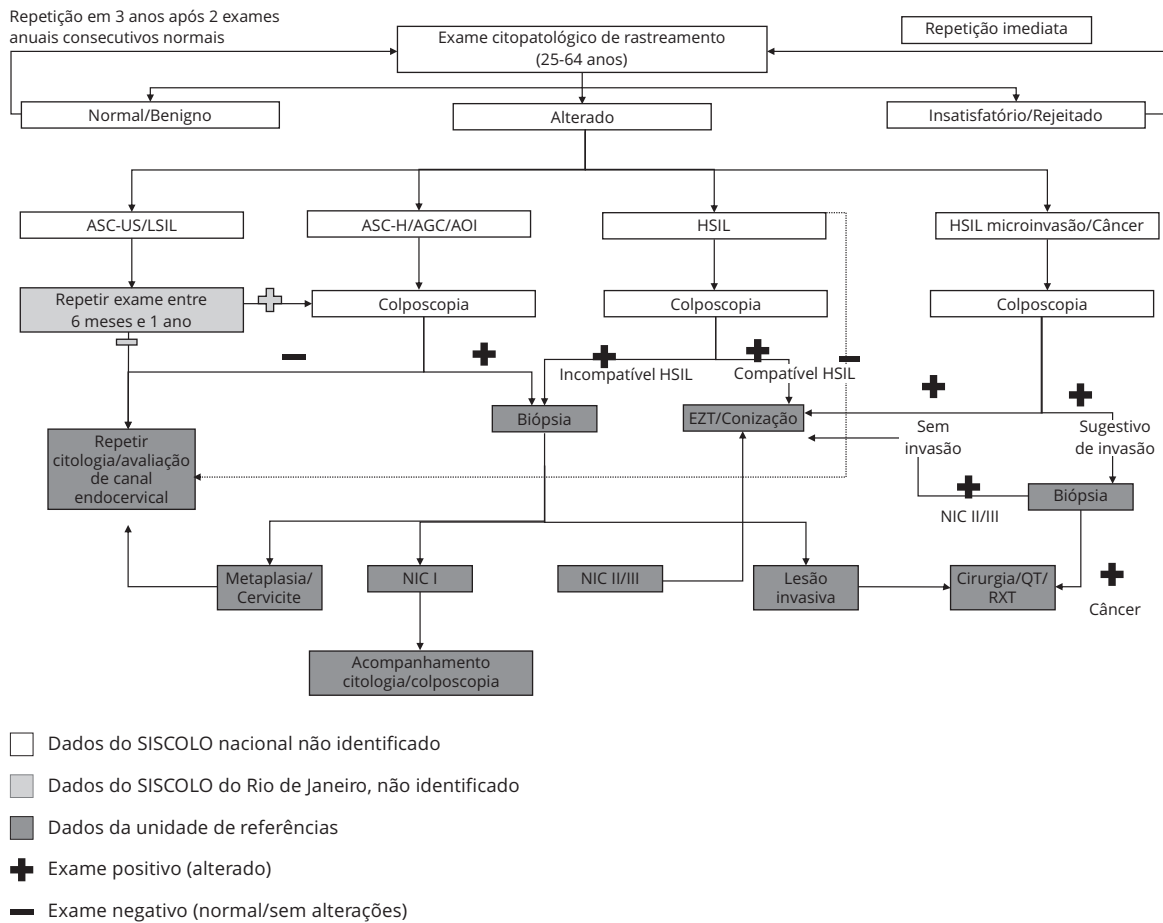 Repetição em 3 anos após 2 exames
anuais consecutivos normais
Exame citopatológico de rastreamento
(25-64 anos)
Repetição imediata
Normal/Benigno
Alterado
Insatisfatório/Rejeitado
ASC-US/LSIL
ASC-H/AGC/AOI
HSIL
HSIL microinvasão/Câncer
Repetir exame entre
6 meses e 1 ano
Colposcopia
Colposcopia
Colposcopia
Incompatível HSIL
Compatível HSIL
Biópsia
EZT/Conização
Sem
invasão
Sugestivo
de invasão
Repetir
citologia/avaliação
de canal
endocervical
Biópsia
NIC II/III
Metaplasia/
Cervicite
NIC I
NIC II/III
Lesão
invasiva
Cirurgia/QT/
RXT
Câncer
Acompanhamento
citologia/colposcopia
Dados do SISCOLO nacional não identificado
Dados do SISCOLO do Rio de Janeiro, não identificado
Dados da unidade de referências
Exame positivo (alterado)
Exame negativo (normal/sem alterações)